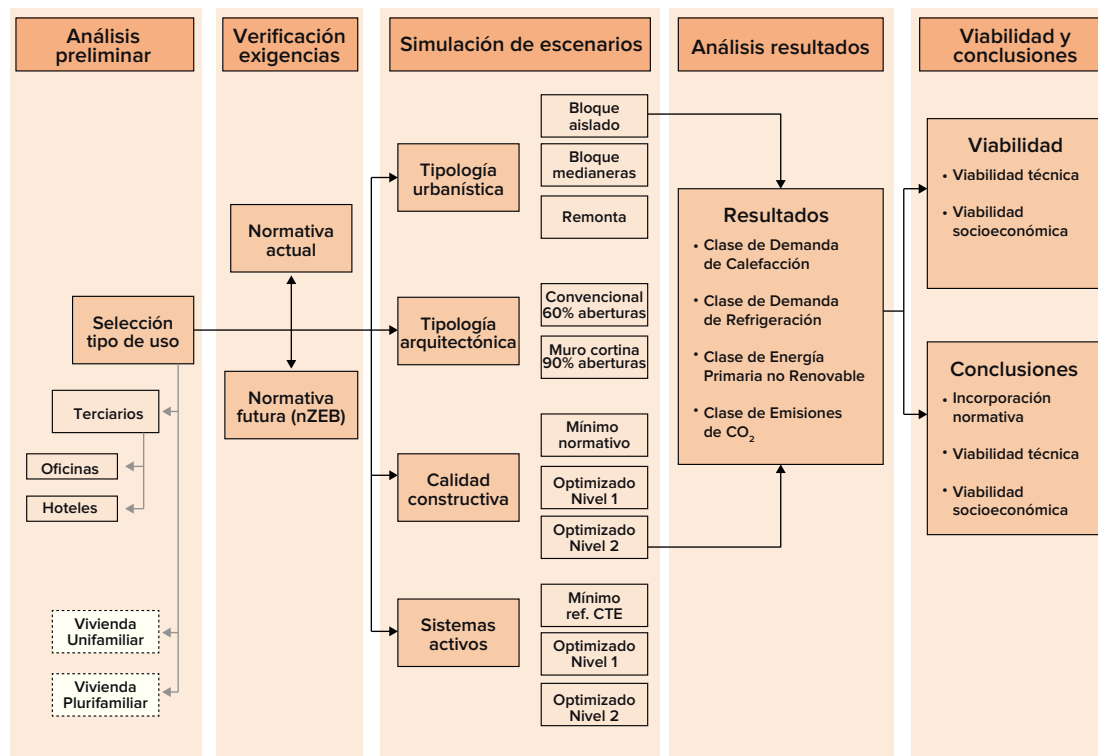 Análisis
preliminar
Selección
tipo de uso
Terciarios
Oficinas
Hoteles
Vivienda
Unifamiliar
Vivienda
Plurifamiliar
Verificación
exigencias
Normativa
actual
Normativa
futura (nZEB)
Simulación de escenarios
Tipología
urbanística
Bloque
aislado
Bloque
medianeras
Remonta
Tipología
arquitectónica
Convencional
60% aberturas
Muro cortina
90% aberturas
Calidad
constructiva
Mínimo
normativo
Optimizado
Nivel 1
Optimizado
Nivel 2
Sistemas
activos
Mínimo
ref. CTE
Optimizado
Nivel 1
Optimizado
Nivel 2
Análisis resultados
Resultados
• Clase de Demanda
de Calefacción
• Clase de Demanda
de Refrigeración
• Clase de Energía
Primaria no Renovable
• Clase de Emisiones
de CO₂
Viabilidad y
conclusiones
Viabilidad
• Viabilidad técnica
• Viabilidad
socioeconómica
Conclusiones
• Incorporación
normativa
• Viabilidad técnica
• Viabilidad
socioeconómica